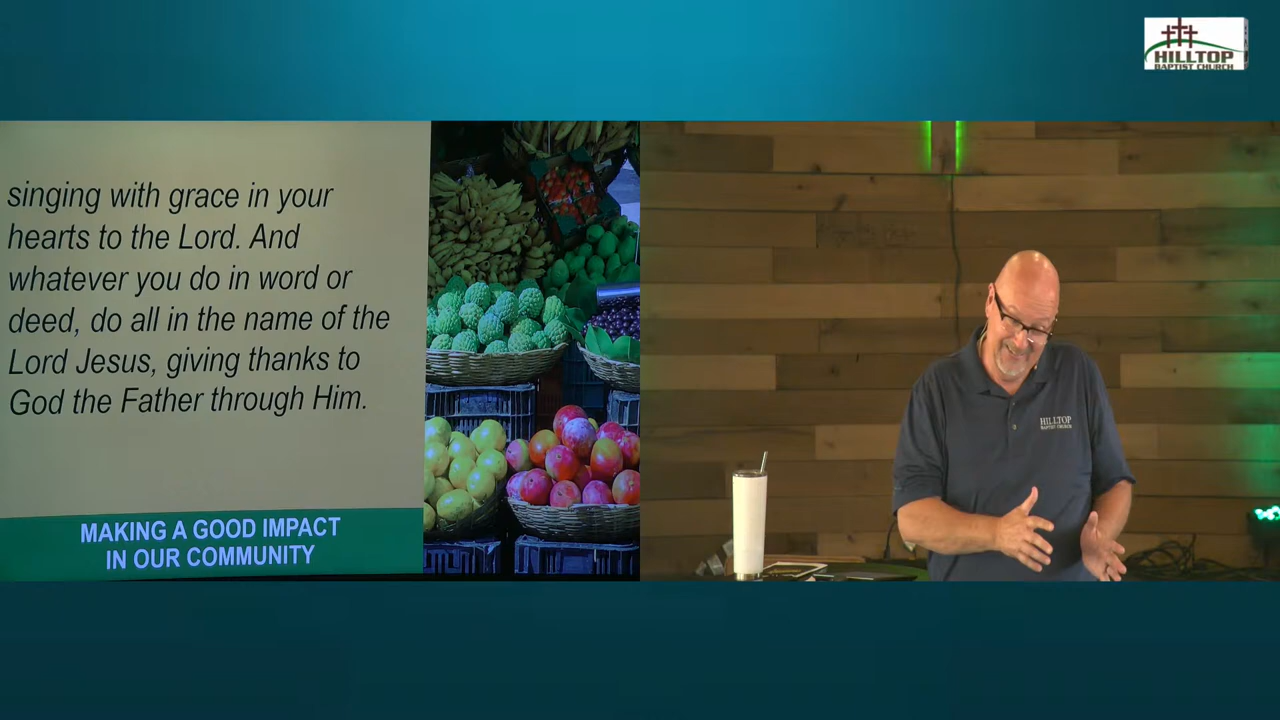 HILLTOP
BAPTIST CHURCH
singing with grace in your
hearts to the Lord. And
whatever you do in word or
deed, do all in the name of the
Lord Jesus, giving thanks to
God the Father through Him.
MAKING A GOOD IMPACT
IN OUR COMMUNITY
HILLTOP
BAPTIST CHURCH